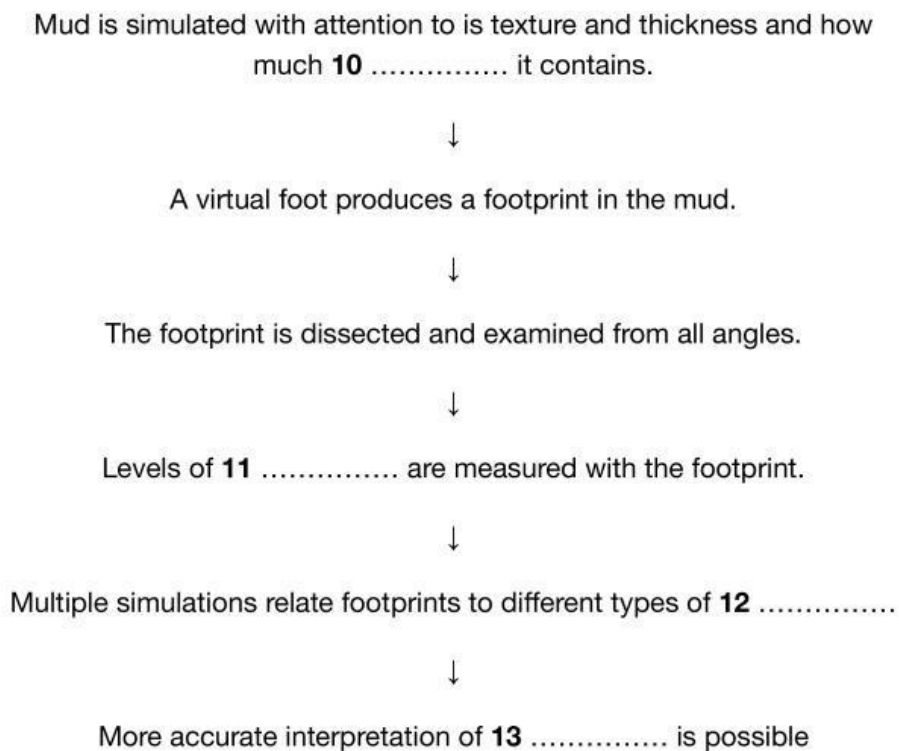 Mud is simulated with attention to is texture and thickness and how
much 10 ............... it contains.
↓
A virtual foot produces a footprint in the mud.
↓
The footprint is dissected and examined from all angles.
↓
Levels of 11 ............... are measured with the footprint.
↓
Multiple simulations relate footprints to different types of 12 ...............
↓
More accurate interpretation of 13 ............... is possible